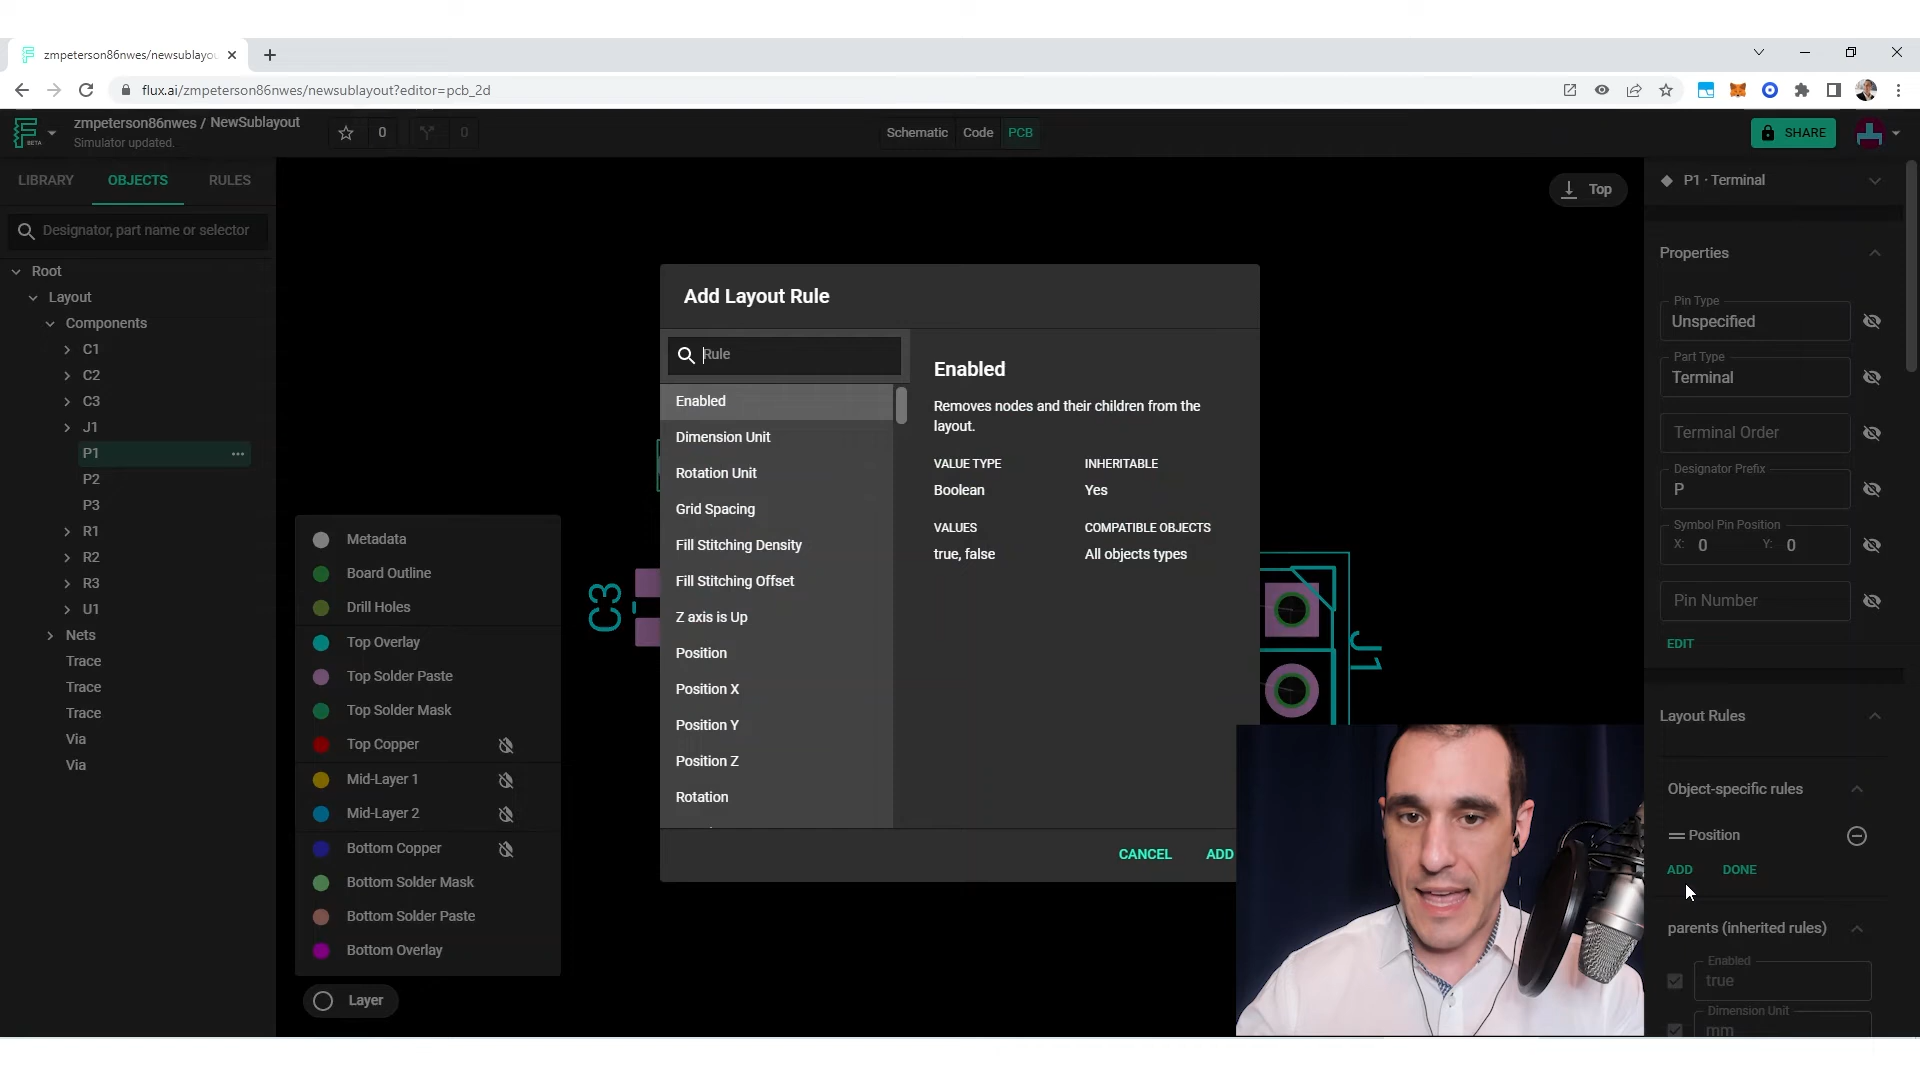 zmpeterson86nwes/newsublayou
flux.ai/zmpeterson86nwes/newsublayout?editor=pcb_2d
BETA
zmpeterson86nwes / NewSublayout
Simulator updated.
0
0
Schematic
Code
PCB
SHARE
LIBRARY
OBJECTS
RULES
Designator, part name or selector
Root
Layout
Components
C1
C2
C3
J1
P1
P2
P3
R1
R2
R3
U1
Nets
Trace
Trace
Trace
Via
Via
Metadata
Board Outline
Drill Holes
Top Overlay
Top Solder Paste
Top Solder Mask
Top Copper
Mid-Layer 1
Mid-Layer 2
Bottom Copper
Bottom Solder Mask
Bottom Solder Paste
Bottom Overlay
Layer
Top
C3
J1
Add Layout Rule
Rule
Enabled
Dimension Unit
Rotation Unit
Grid Spacing
Fill Stitching Density
Fill Stitching Offset
Z axis is Up
Position
Position X
Position Y
Position Z
Rotation
Enabled
Removes nodes and their children from the
layout.
VALUE TYPE
INHERITABLE
Boolean
Yes
VALUES
COMPATIBLE OBJECTS
true, false
All objects types
CANCEL
ADD
P1 · Terminal
Properties
Pin Type
Unspecified
Part Type
Terminal
Terminal Order
Designator Prefix
P
Symbol Pin Position
X: 0 Y: 0
Pin Number
EDIT
Layout Rules
Object-specific rules
Position
ADD
DONE
parents (inherited rules)
Enabled
true
Dimension Unit
mm